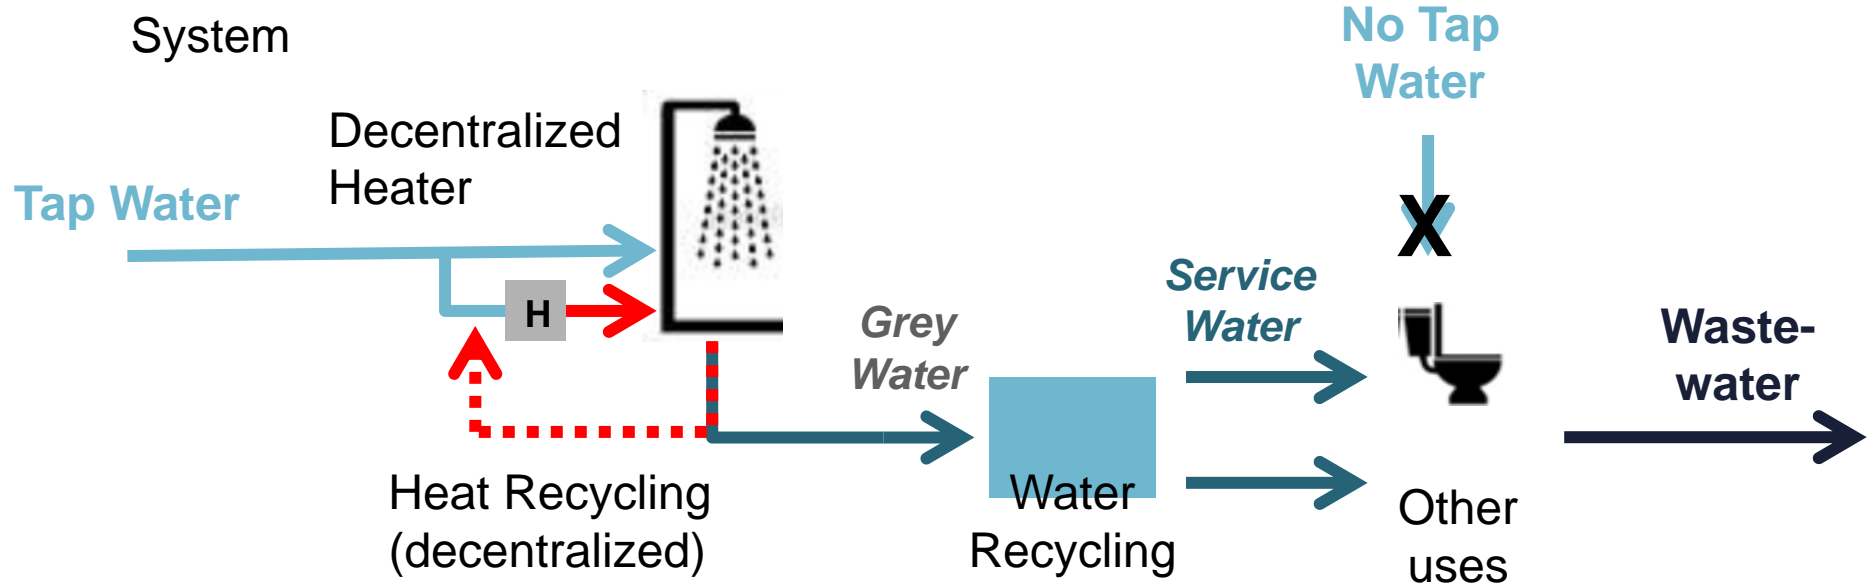 System
No Tap
Water
Decentralized
Heater
Tap Water
H
X
Service
Water
Grey
Water
Waste-
water
Heat Recycling
(decentralized)
Water
Recycling
Other
uses